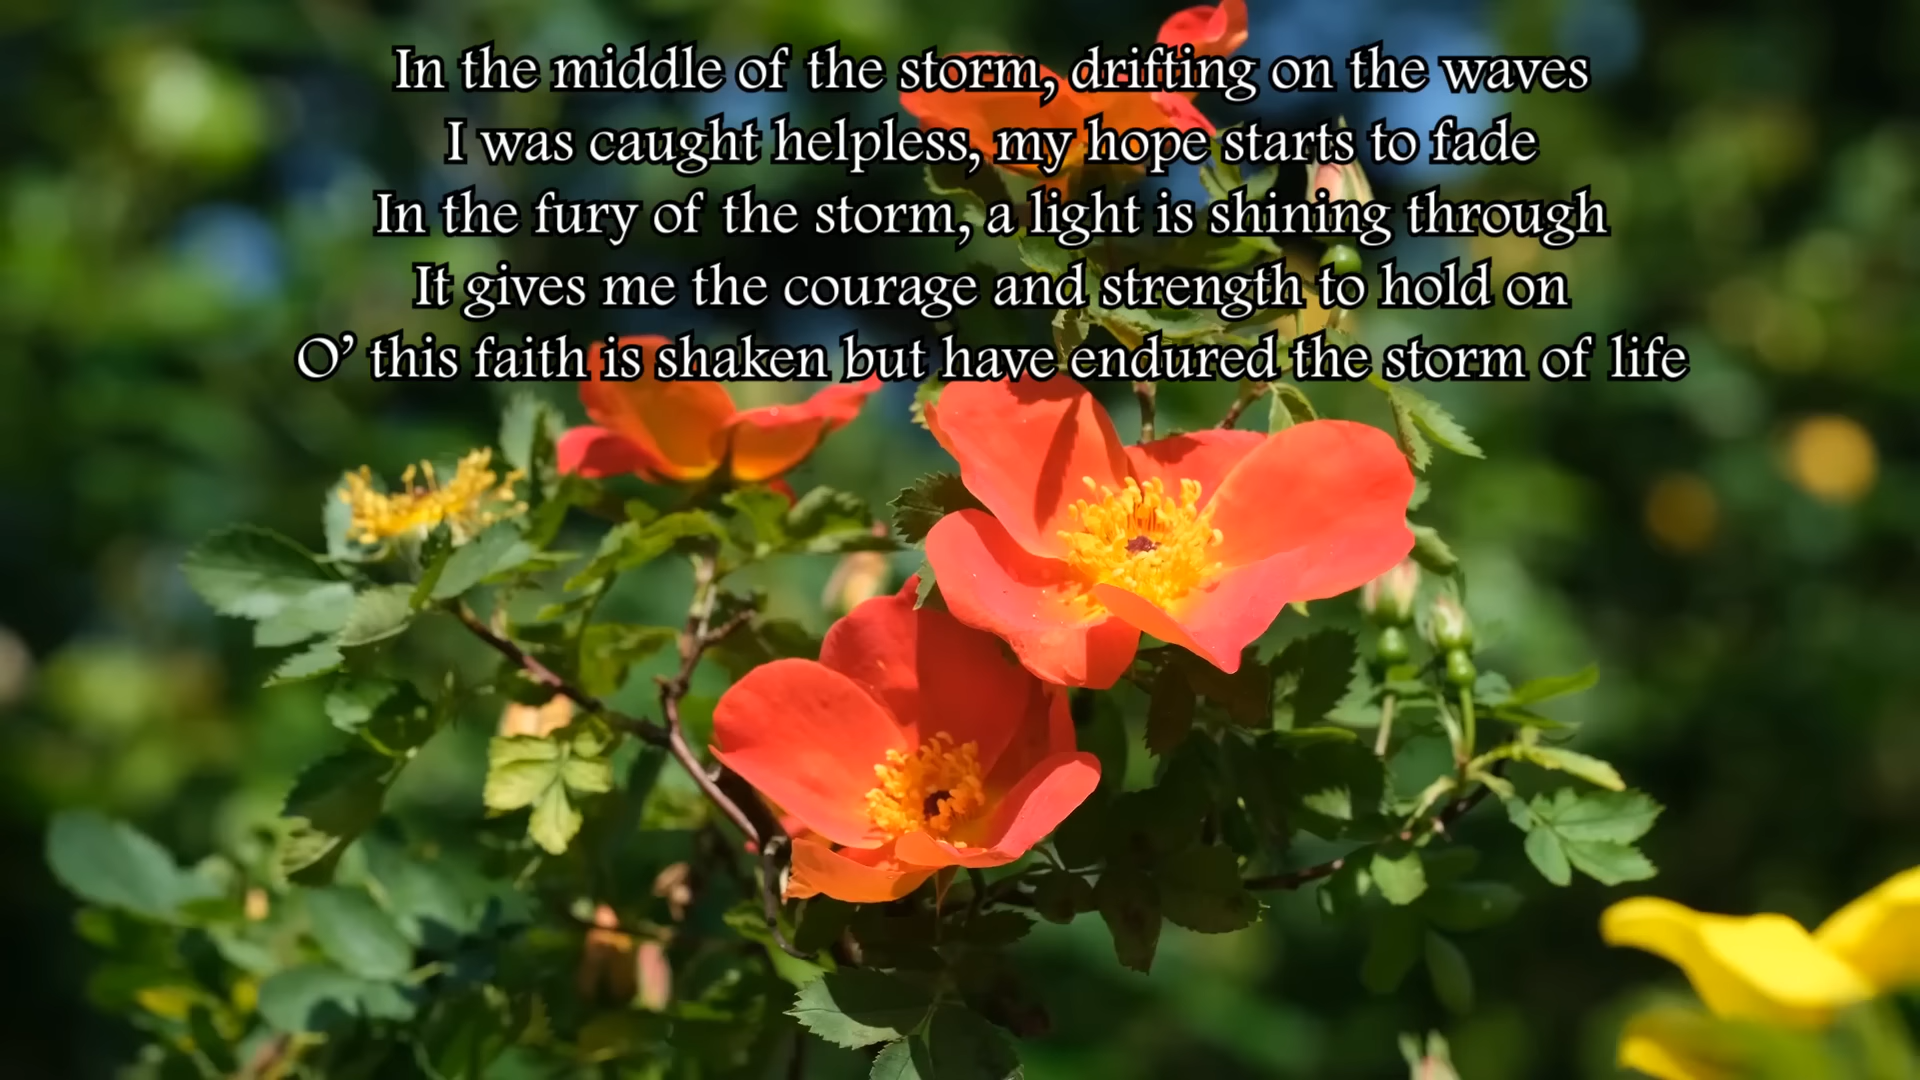 In the middle of the storm, drifting on the waves
I was caught helpless, my hope starts to fade
In the fury of the storm, a light is shining through
It gives me the courage and strength to hold on
O’ this faith is shaken but have endured the storm of life